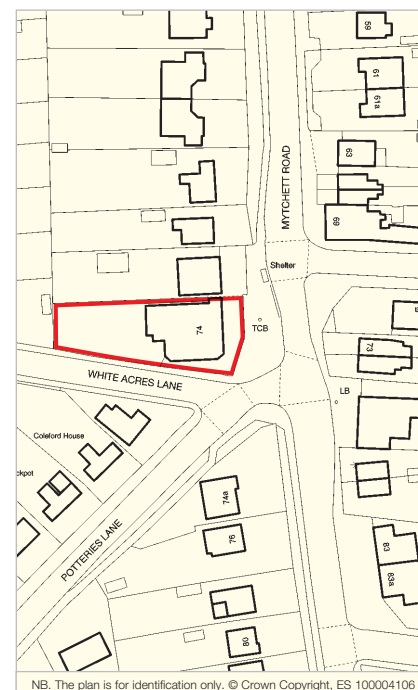 59
61
61a
63
MYTCHETT ROAD
69
Shelter
TCB
74
73
WHITE ACRES LANE
LB
Coleford House
ckpot
74a
76
POTTERIES LANE
83
83a
80
NB. The plan is for identification only. © Crown Copyright, ES 100004106